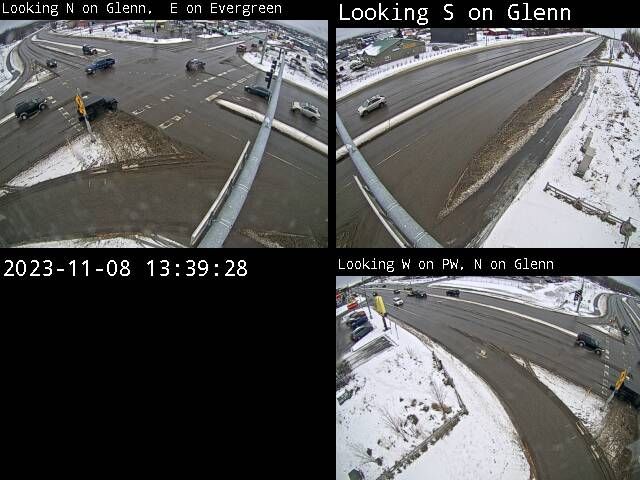 Looking N on Glenn, E on Evergreen
Looking S on Glenn
2023-11-08 13:39:28
Looking W on PW, N on Glenn